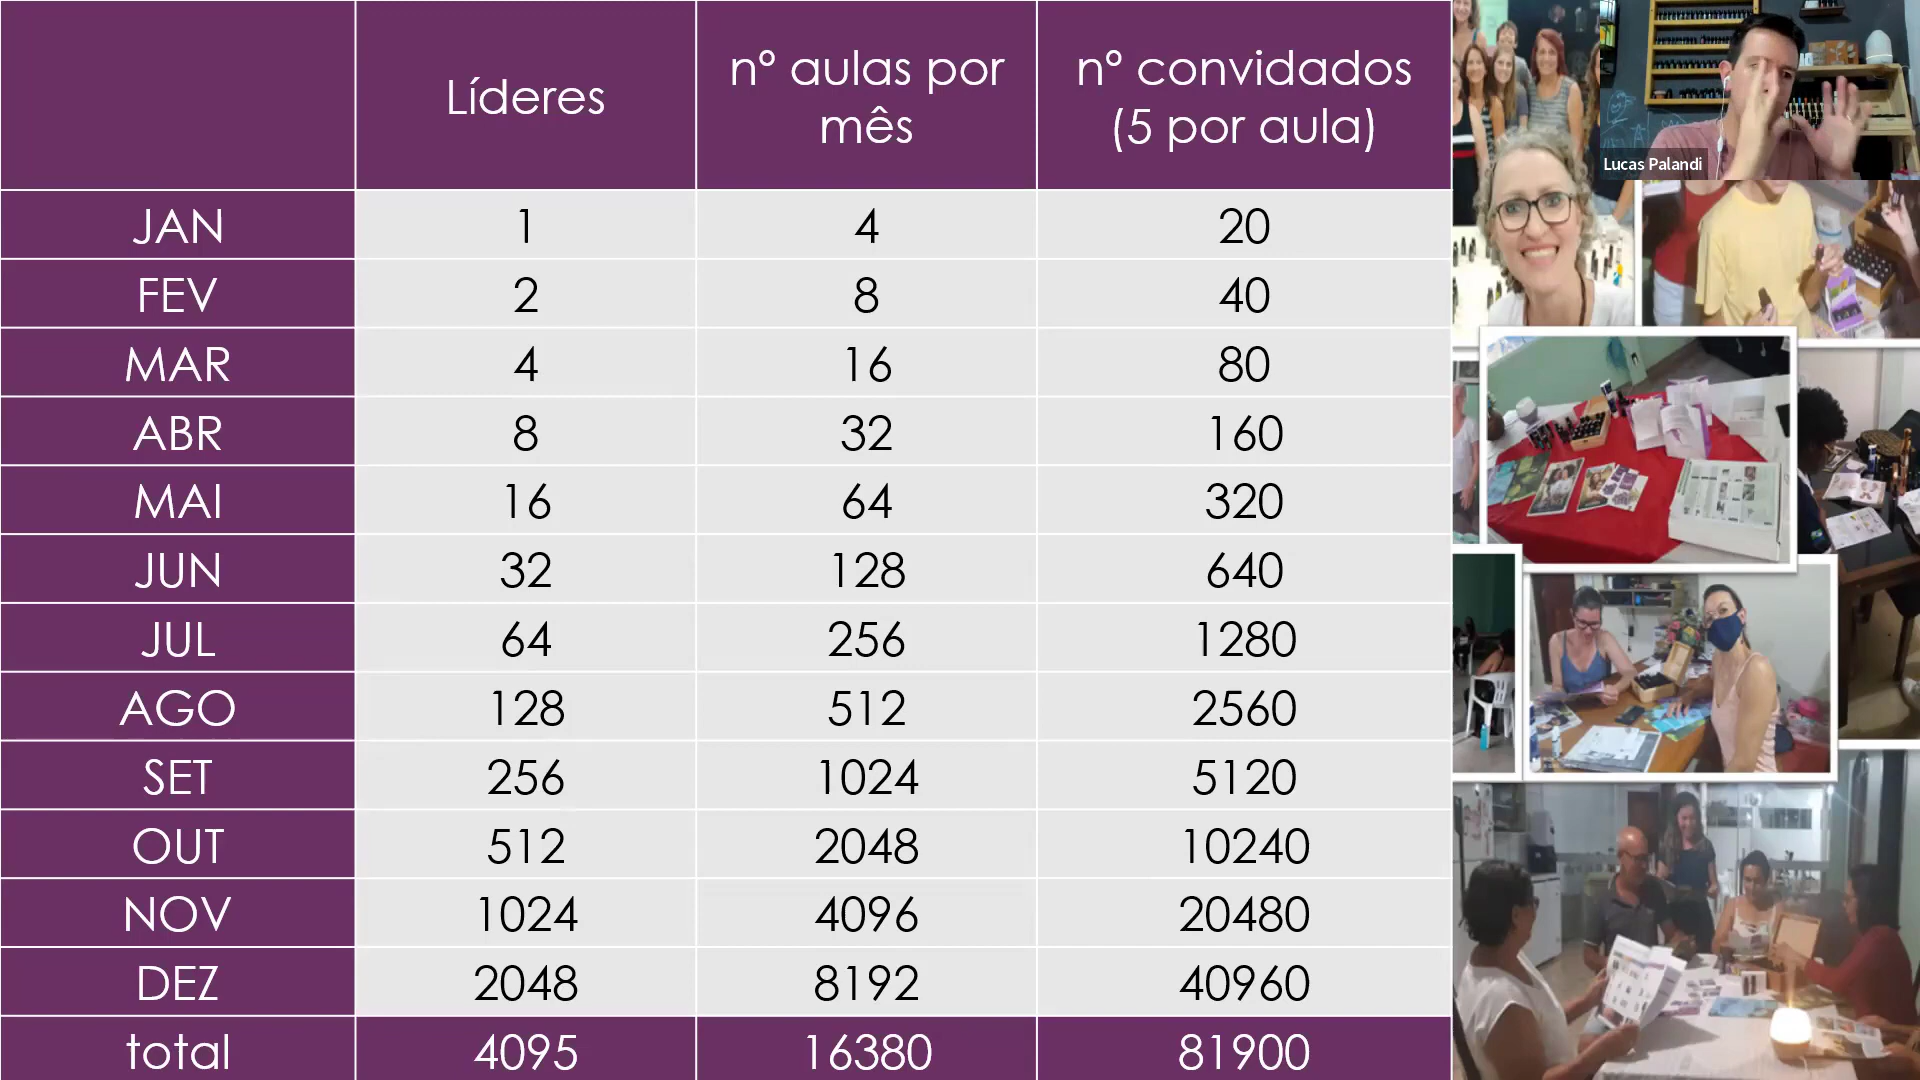 Líderes
nº aulas por
mês
nº convidados
(5 por aula)
Lucas Palandi
JAN 1 4 20
FEV 2 8 40
MAR 4 16 80
ABR 8 32 160
MAI 16 64 320
JUN 32 128 640
JUL 64 256 1280
AGO 128 512 2560
SET 256 1024 5120
OUT 512 2048 10240
NOV 1024 4096 20480
DEZ 2048 8192 40960
total 4095 16380 81900